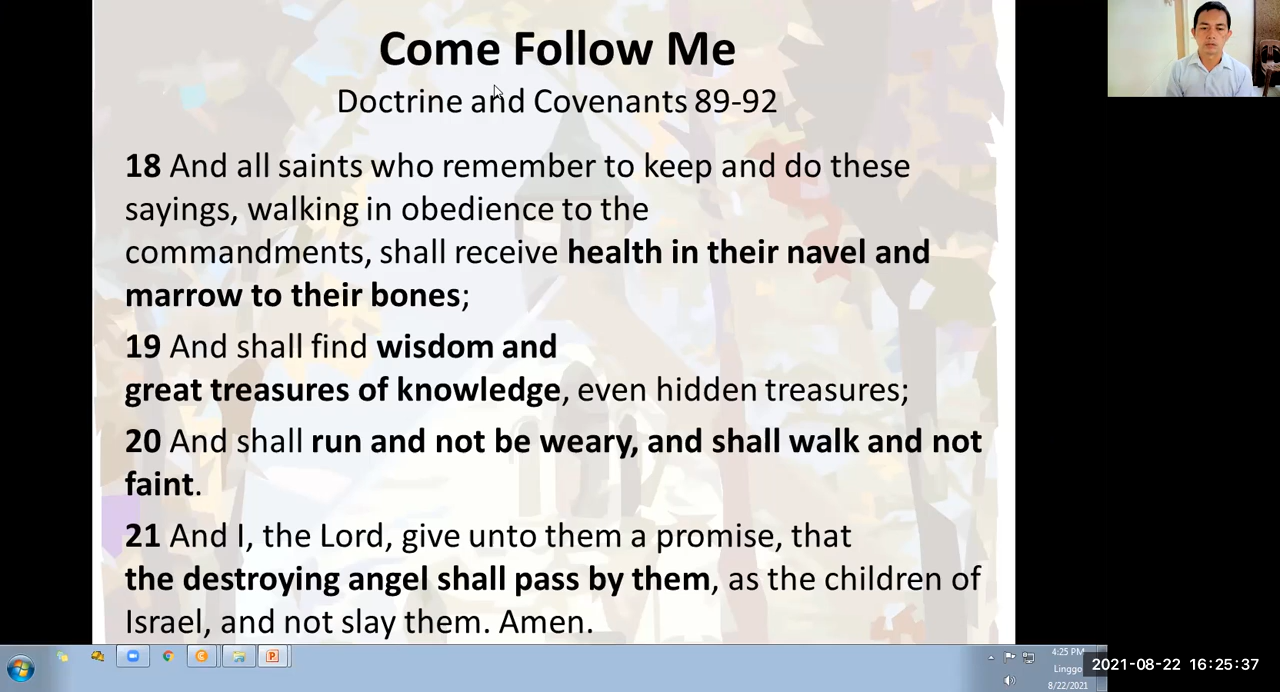 Come Follow Me
Doctrine and Covenants 89-92
18 And all saints who remember to keep and do these
sayings, walking in obedience to the
commandments, shall receive health in their navel and
marrow to their bones;
19 And shall find wisdom and
great treasures of knowledge, even hidden treasures;
20 And shall run and not be weary, and shall walk and not
faint.
21 And I, the Lord, give unto them a promise, that
the destroying angel shall pass by them, as the children of
Israel, and not slay them. Amen.
4:25 PM
Linggo
8/22/2021
2021-08-22 16:25:37